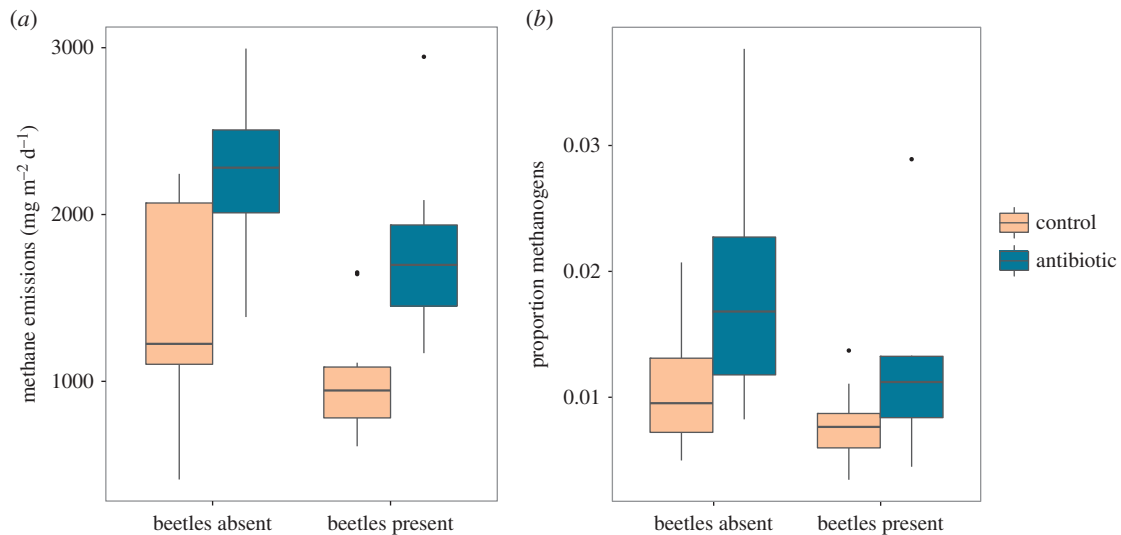 (a)
methane emissions (mg m–2 d–1)
3000
2000
1000
beetles absent
beetles present
(b)
proportion methanogens
0.03
0.02
0.01
beetles absent
beetles present
control
antibiotic